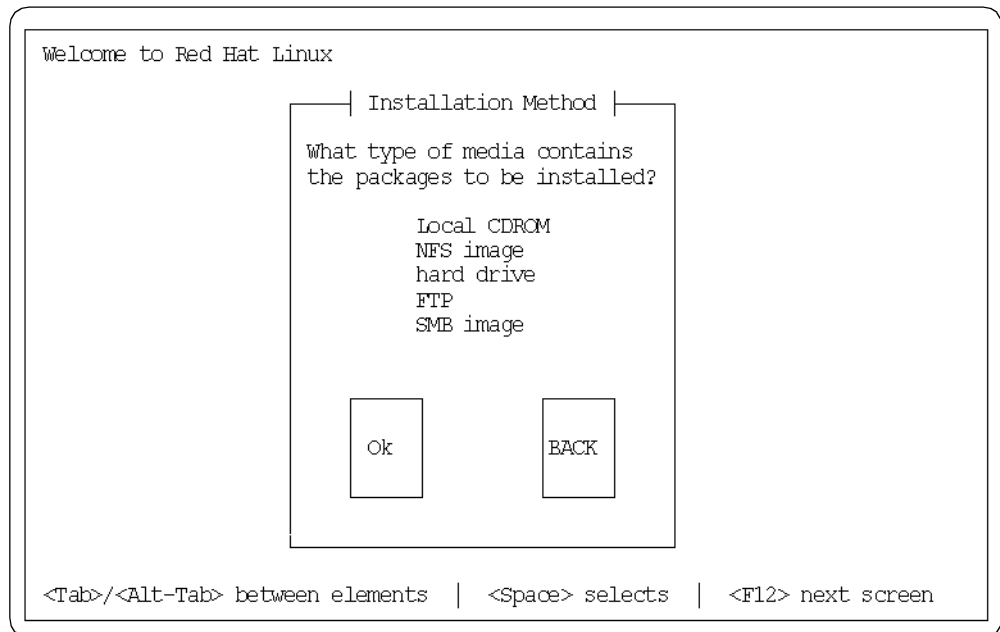 Welcome to Red Hat Linux
Installation Method
What type of media contains
the packages to be installed?
Local CDROM
NFS image
hard drive
FTP
SMB image
Ok
BACK
<Tab>/<Alt-Tab> between elements | <Space> selects | <F12> next screen